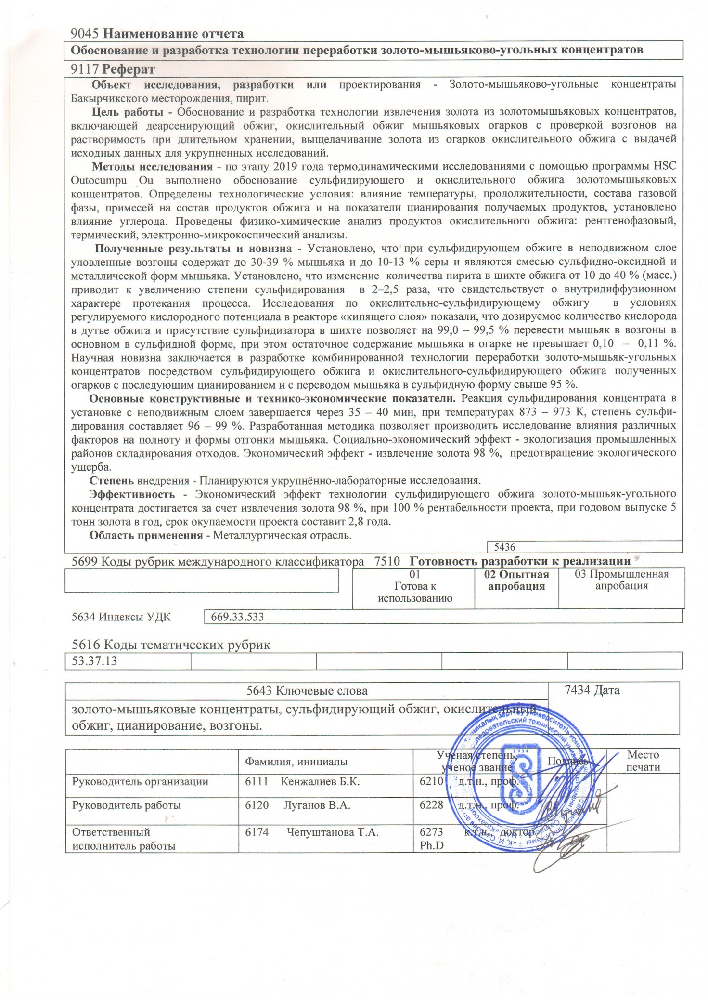 9045 Наименование отчета
Обоснование и разработка технологии переработки золото-мышьяково-угольных концентратов
9117 Реферат
Объект исследования, разработки или проектирования - Золото-мышьяково-угольные концентраты
Бакырчикского месторождения, пирит.
Цель работы - Обоснование и разработка технологии извлечения золота из золотомышьяковых концентратов,
включающей деарсенирующий обжиг, окислительный обжиг мышьяковых огарков с проверкой возгонов на
растворимость при длительном хранении, выщелачивание золота из огарков окислительного обжига с выдачей
исходных данных для укрупненных исследований.
Методы исследования - по этапу 2019 года термодинамическими исследованиями с помощью программы HSC
Outocumpu Ou выполнено обоснование сульфидирующего и окислительного обжига золотомышьяковых
концентратов. Определены технологические условия: влияние температуры, продолжительности, состава газовой
фазы, примесей на состав продуктов обжига и на показатели цианирования получаемых продуктов, установлено
влияние углерода. Проведены физико-химические анализ продуктов окислительного обжига: рентгенофазовый,
термический, электронно-микрокоспический анализы.
Полученные результаты и новизна - Установлено, что при сульфидирующем обжиге в неподвижном слое
уловленные возгоны содержат до 30-39 % мышьяка и до 10-13 % серы и являются смесью сульфидно-оксидной и
металлической форм мышьяка. Установлено, что изменение количества пирита в шихте обжига от 10 до 40 % (масс.)
приводит к увеличению степени сульфидирования в 2–2,5 раза, что свидетельствует о внутридиффузионном
характере протекания процесса. Исследования по окислительно-сульфидирующему обжигу в условиях
регулируемого кислородного потенциала в реакторе «кипящего слоя» показали, что дозируемое количество кислорода
в дутье обжига и присутствие сульфидизатора в шихте позволяет на 99,0 – 99,5 % перевести мышьяк в возгоны в
основном в сульфидной форме, при этом остаточное содержание мышьяка в огарке не превышает 0,10 – 0,11 %.
Научная новизна заключается в разработке комбинированной технологии переработки золото-мышьяк-угольных
концентратов посредством сульфидирующего обжига и окислительного-сульфидирующего обжига полученных
огарков с последующим цианированием и с переводом мышьяка в сульфидную форму свыше 95 %.
Основные конструктивные и технико-экономические показатели. Реакция сульфидирования концентрата в
установке с неподвижным слоем завершается через 35 – 40 мин, при температурах 873 – 973 К, степень сульфи-
дирования составляет 96 – 99 %. Разработанная методика позволяет производить исследование влияния различных
факторов на полноту и формы отгонки мышьяка. Социально-экономический эффект - экологизация промышленных
районов складирования отходов. Экономический эффект - извлечение золота 98 %, предотвращение экологического
ущерба.
Степень внедрения - Планируются укрупнённо-лабораторные исследования.
Эффективность - Экономический эффект технологии сульфидирующего обжига золото-мышьяк-угольного
концентрата достигается за счет извлечения золота 98 %, при 100 % рентабельности проекта, при годовом выпуске 5
тонн золота в год, срок окупаемости проекта составит 2,8 года.
Область применения - Металлургическая отрасль.
5436
5699 Коды рубрик международного классификатора 7510 Готовность разработки к реализации
01 02 Опытная 03 Промышленная
Готова к апробация апробация
использованию
5634 Индексы УДК 669.33.533
5616 Коды тематических рубрик
53.37.13
5643 Ключевые слова 7434 Дата
золото-мышьяковые концентраты, сульфидирующий обжиг, окислительный
обжиг, цианирование, возгоны.
Фамилия, инициалы Ученая степень, ученое звание Подпись Место печати
Руководитель организации 6111 Кенжалиев Б.К. 6210 д.т.н., проф.
Руководитель работы 6120 Луганов В.А. 6228 д.т.н., проф.
Ответственный 6174 Чепуштанова Т.А. 6273 к.т.н., доктор
исполнитель работы Ph.D
1934